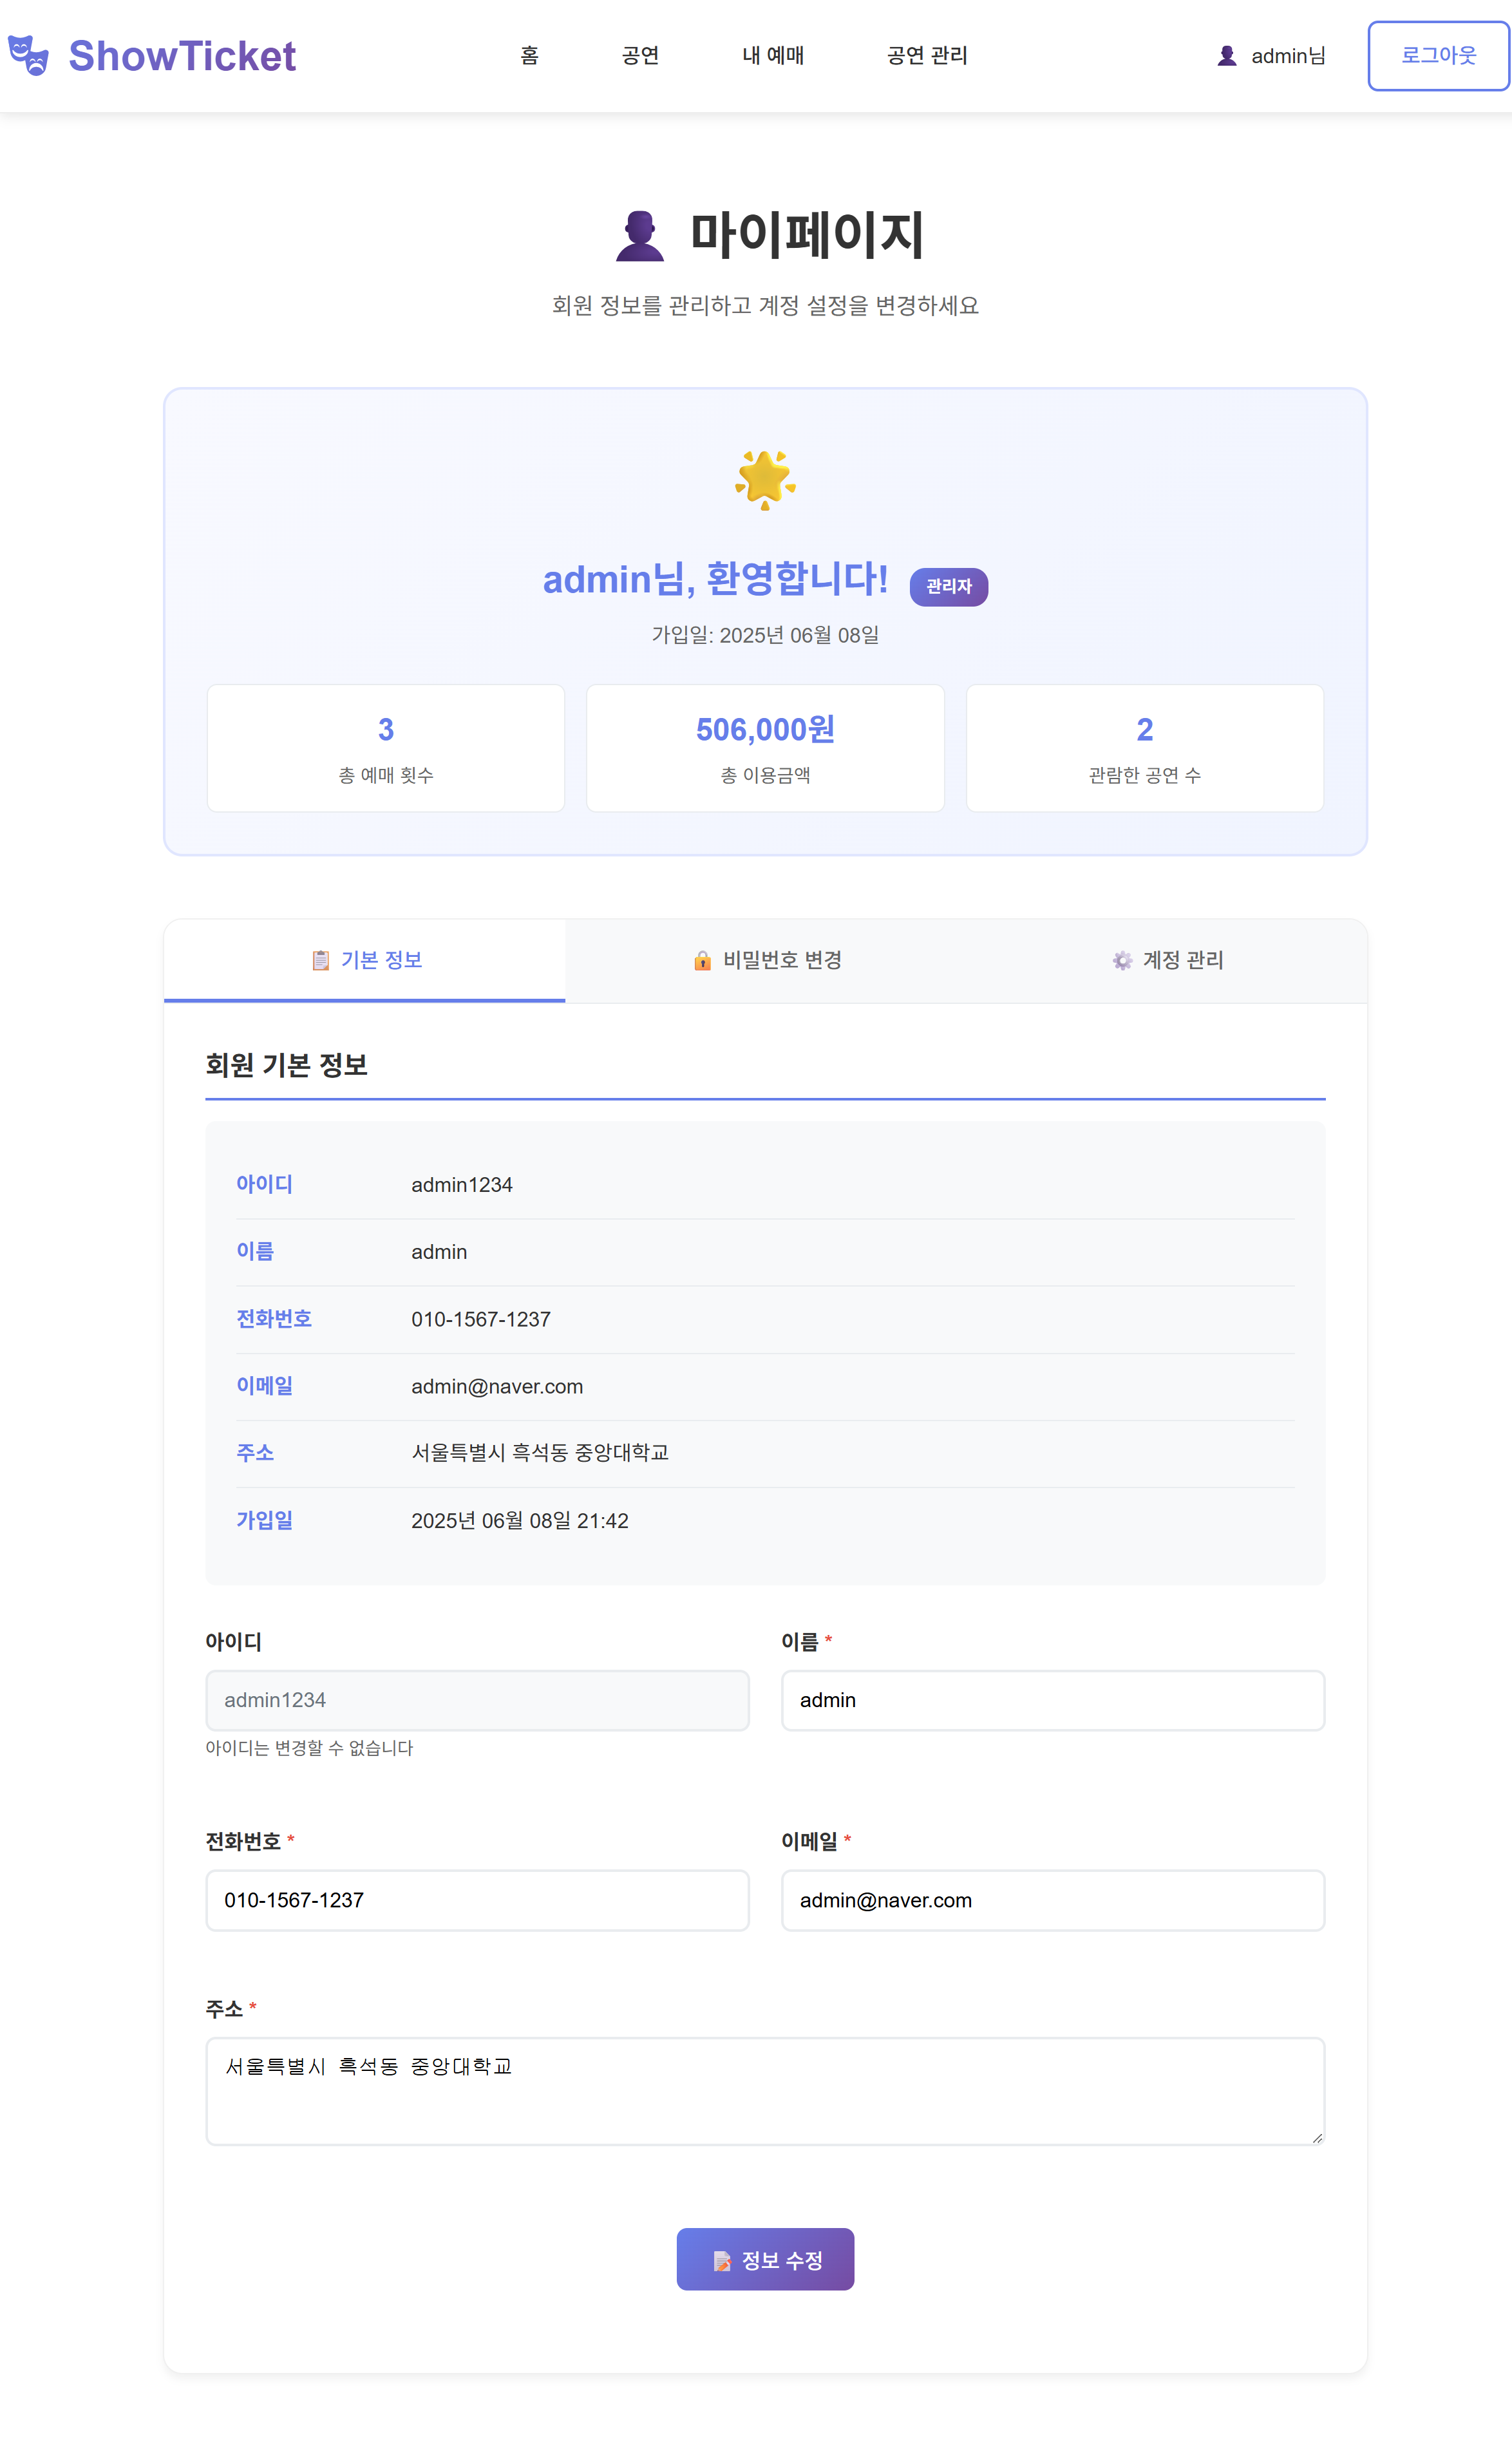 ShowTicket
홈 공연 내 예매 공연 관리
admin님
로그아웃
마이페이지
회원 정보를 관리하고 계정 설정을 변경하세요
admin님, 환영합니다! 관리자
가입일: 2025년 06월 08일
3
총 예매 횟수
506,000원
총 이용금액
2
관람한 공연 수
기본 정보
비밀번호 변경
계정 관리
회원 기본 정보
아이디 admin1234
이름 admin
전화번호 010-1567-1237
이메일 admin@naver.com
주소 서울특별시 흑석동 중앙대학교
가입일 2025년 06월 08일 21:42
아이디
admin1234
아이디는 변경할 수 없습니다
이름 *
admin
전화번호 *
010-1567-1237
이메일 *
admin@naver.com
주소 *
서울특별시 흑석동 중앙대학교
정보 수정